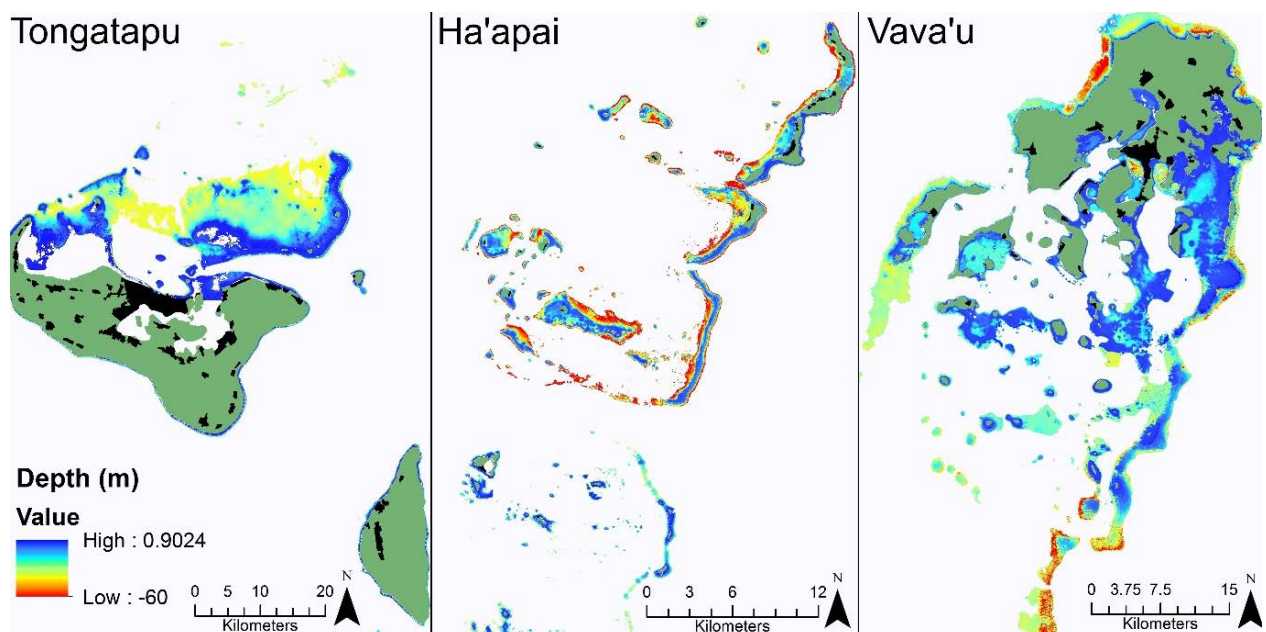 Tongatapu
Ha'apai
Vava'u
Depth (m)
Value
High : 0.9024
Low : -60
0 5 10 20
Kilometers
N
0 3 6 12
Kilometers
N
0 3.75 7.5 15
Kilometers
N